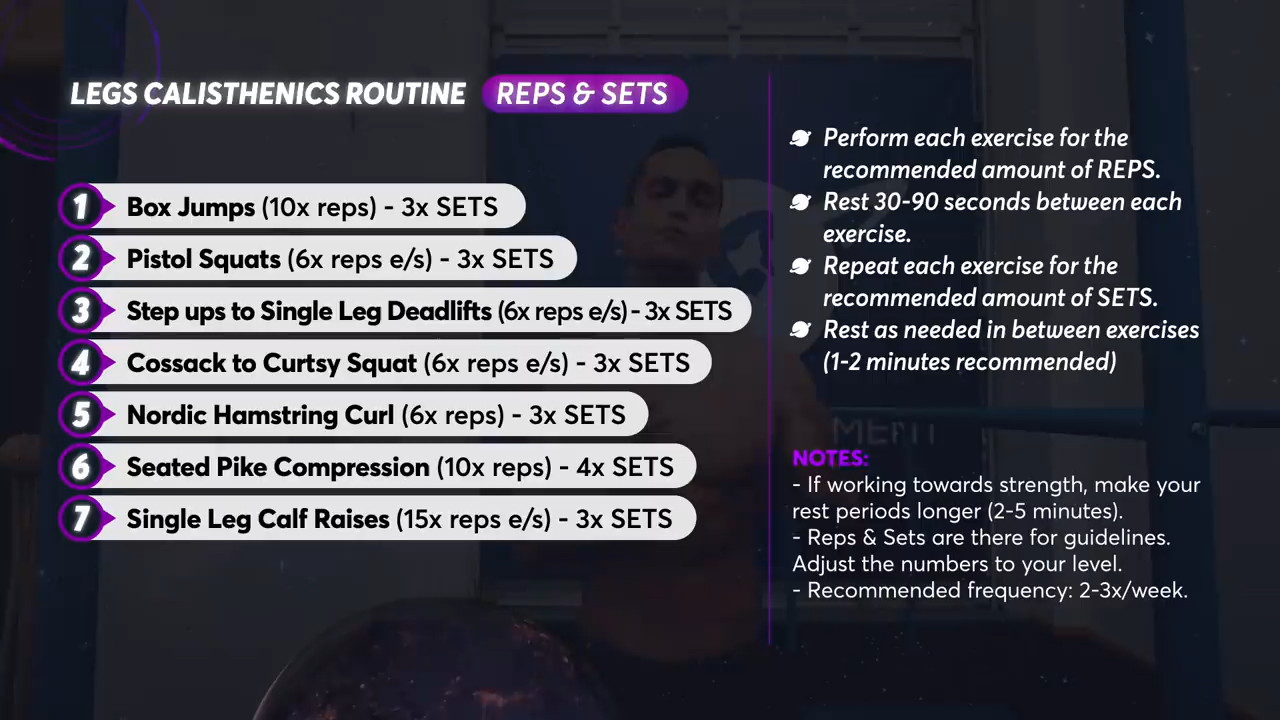 LEGS CALISTHENICS ROUTINE REPS & SETS
1 Box Jumps (10x reps) - 3x SETS
2 Pistol Squats (6x reps e/s) - 3x SETS
3 Step ups to Single Leg Deadlifts (6x reps e/s) - 3x SETS
4 Cossack to Curtsy Squat (6x reps e/s) - 3x SETS
5 Nordic Hamstring Curl (6x reps) - 3x SETS
6 Seated Pike Compression (10x reps) - 4x SETS
7 Single Leg Calf Raises (15x reps e/s) - 3x SETS
Perform each exercise for the
recommended amount of REPS.
Rest 30-90 seconds between each
exercise.
Repeat each exercise for the
recommended amount of SETS.
Rest as needed in between exercises
(1-2 minutes recommended)
NOTES:
- If working towards strength, make your
rest periods longer (2-5 minutes).
- Reps & Sets are there for guidelines.
Adjust the numbers to your level.
- Recommended frequency: 2-3x/week.